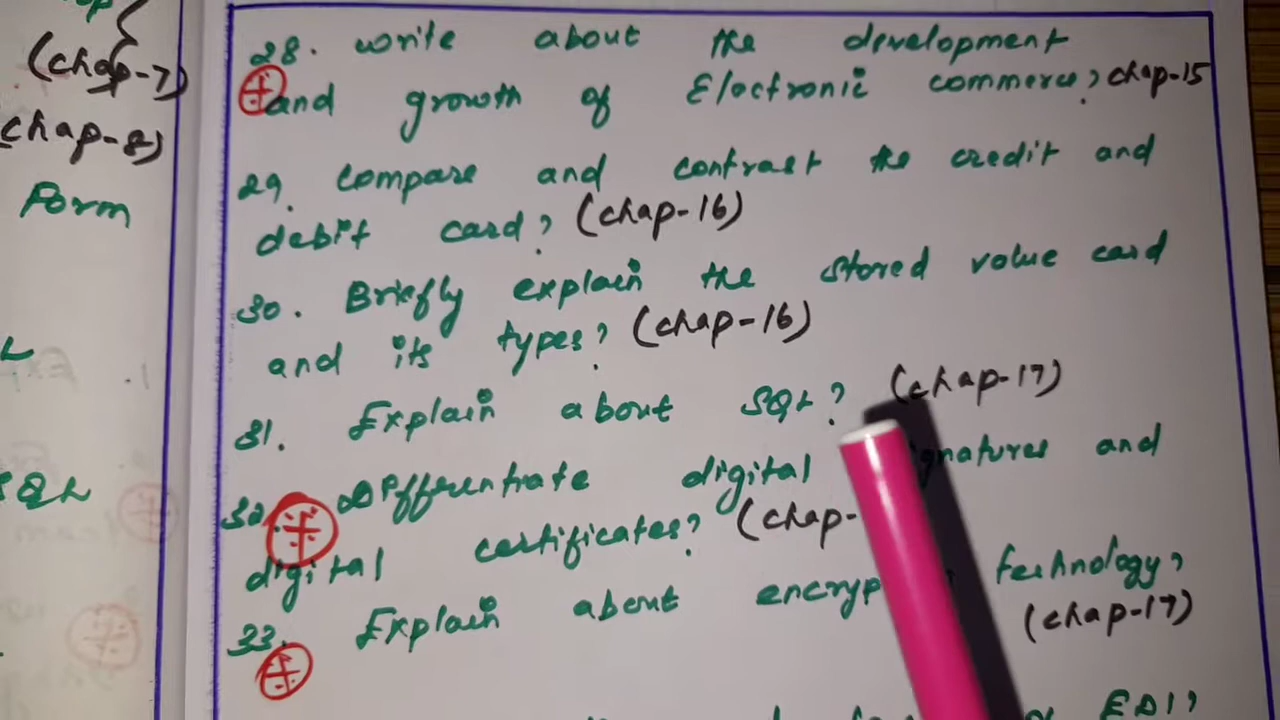 (chap-7)
(chap-8)
Form
SQL
28. write about the development
and growth of Electronic commerce? chap-15
29. compare and contrast the credit and
debit card? (chap-16)
30. Briefly explain the stored value card
and its types? (chap-16)
31. Explain about SQL? (chap-17)
32. Differentiate digital and
digital certificates? (chap-
33. Explain about technology?
(chap-17)
EDI?